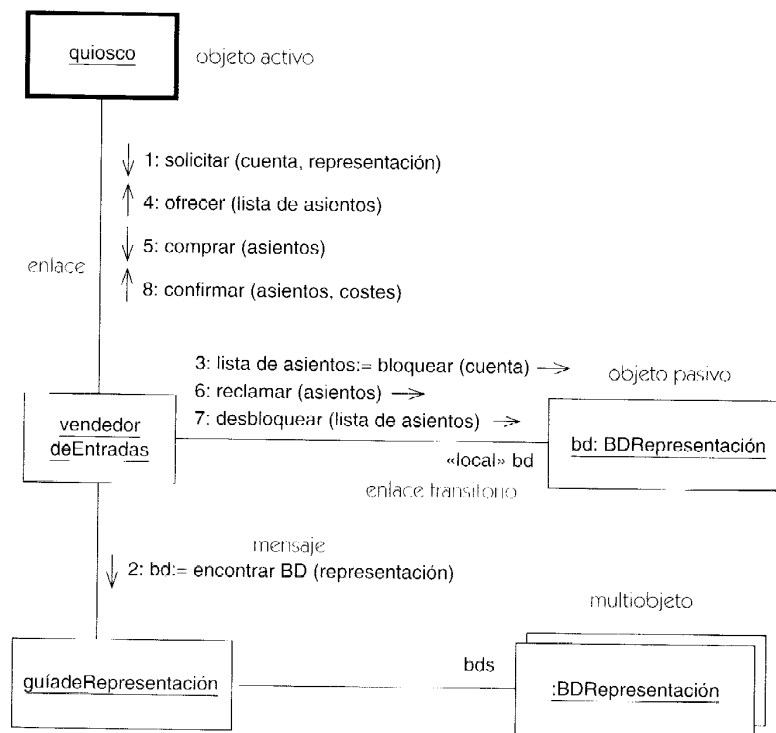 quiosco
objeto activo
1: solicitar (cuenta, representación)
4: ofrecer (lista de asientos)
5: comprar (asientos)
enlace
8: confirmar (asientos, costes)
3: lista de asientos:= bloquear (cuenta)
objeto pasivo
6: reclamar (asientos)
7: desbloquear (lista de asientos)
vendedor
deEntradas
bd: BDRepresentación
«local» bd
enlace transitorio
mensaje
2: bd:= encontrar BD (representación)
multiobjeto
guíadeRepresentación
bds
:BDRepresentación